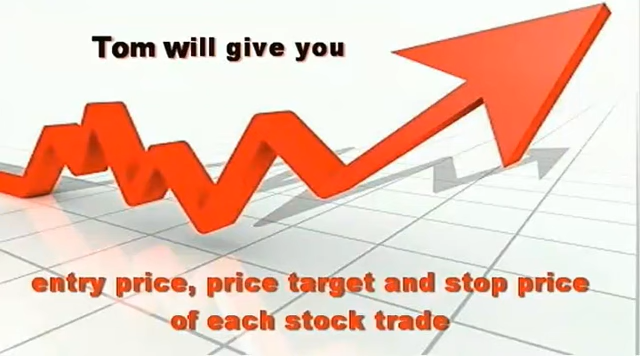 Tom will give you
entry price, price target and stop price
of each stock trade